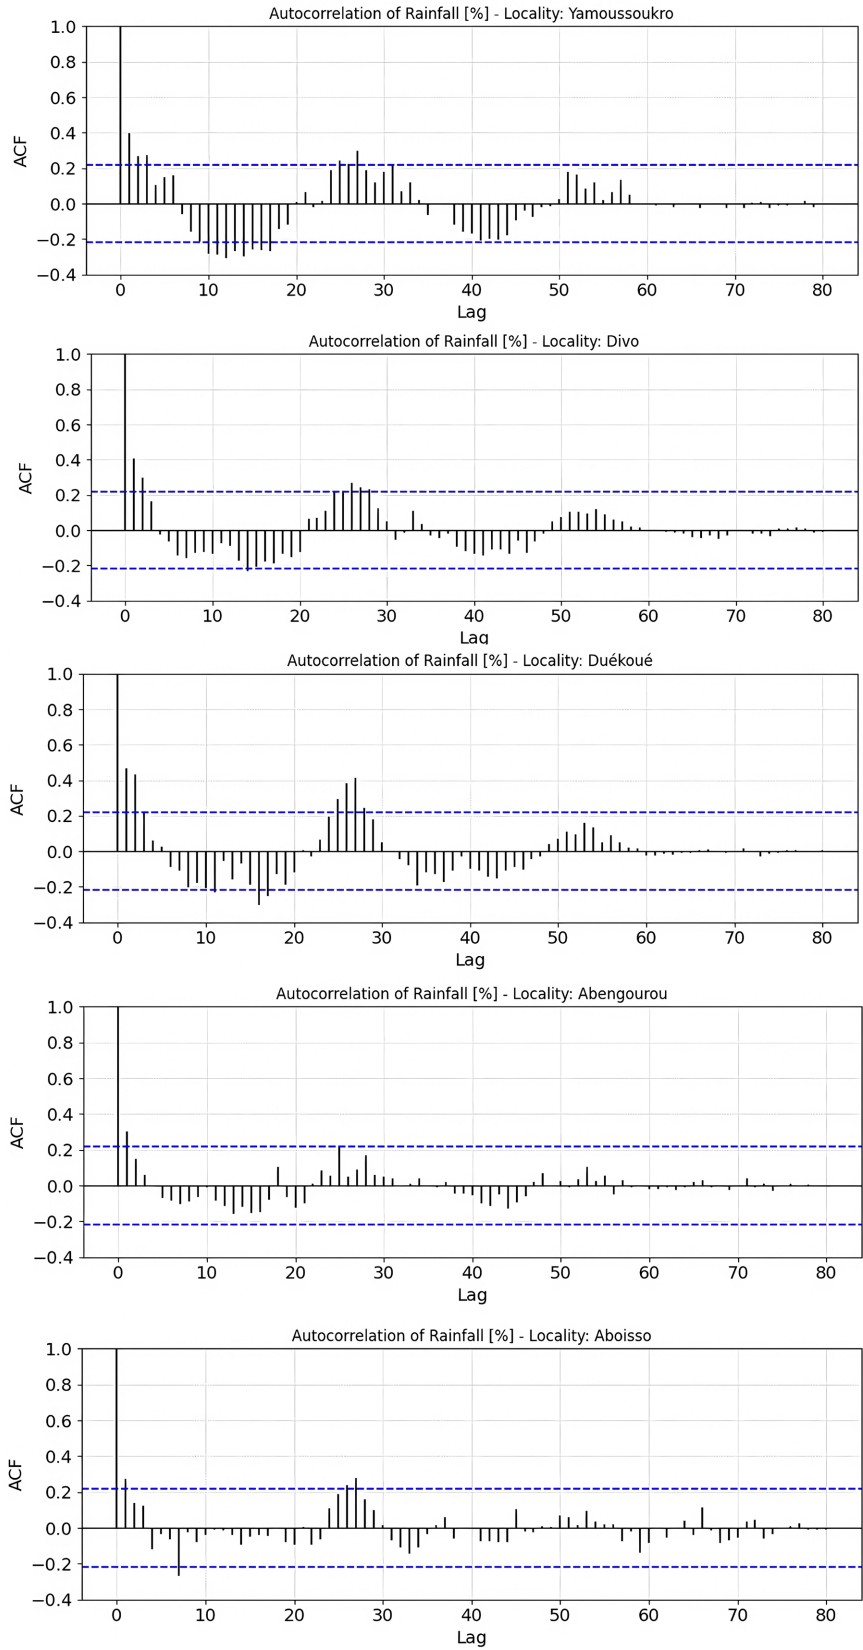 Autocorrelation of Rainfall [%] - Locality: Yamoussoukro
1.0
0.8
0.6
0.4
0.2
0.0
−0.2
−0.4
ACF
0 10 20 30 40 50 60 70 80
Lag
Autocorrelation of Rainfall [%] - Locality: Divo
1.0
0.8
0.6
0.4
0.2
0.0
−0.2
−0.4
ACF
0 10 20 30 40 50 60 70 80
Lag
Autocorrelation of Rainfall [%] - Locality: Duékoué
1.0
0.8
0.6
0.4
0.2
0.0
−0.2
−0.4
ACF
0 10 20 30 40 50 60 70 80
Lag
Autocorrelation of Rainfall [%] - Locality: Abengourou
1.0
0.8
0.6
0.4
0.2
0.0
−0.2
−0.4
ACF
0 10 20 30 40 50 60 70 80
Lag
Autocorrelation of Rainfall [%] - Locality: Aboisso
1.0
0.8
0.6
0.4
0.2
0.0
−0.2
−0.4
ACF
0 10 20 30 40 50 60 70 80
Lag